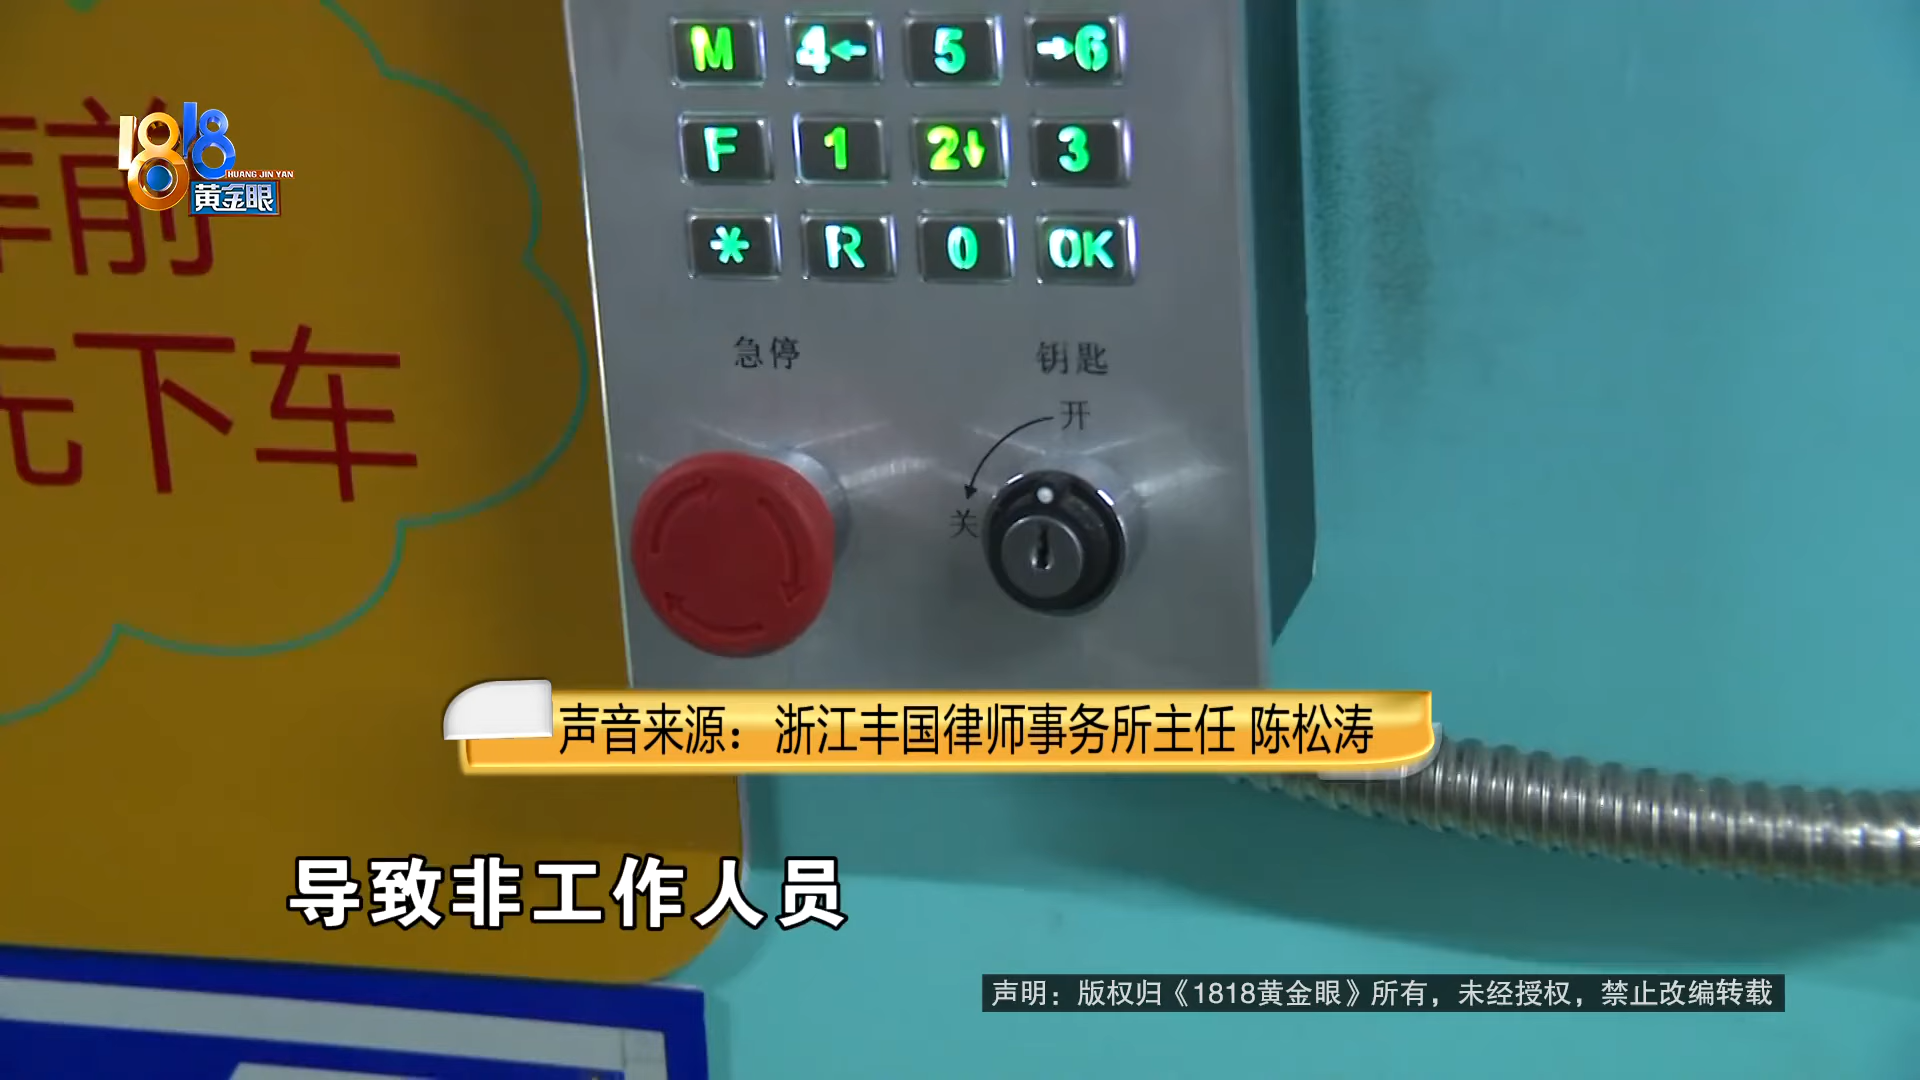 M 4← 5 →6
F 1 2↓ 3
* R 0 OK
1818
HUANG JIN YAN
黄金眼
库前
先下车
急停
钥匙
开
关
声音来源：浙江丰国律师事务所主任 陈松涛
导致非工作人员
声明：版权归《1818黄金眼》所有，未经授权，禁止改编转载